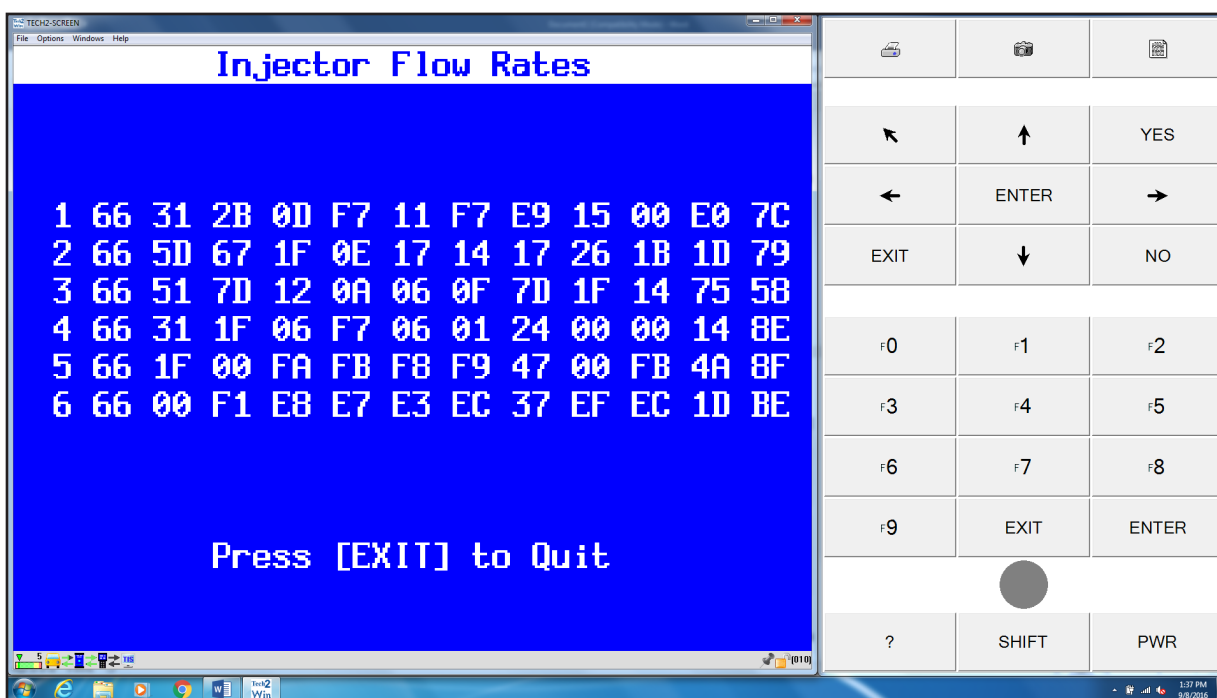 TECH2-SCREEN
File Options Windows Help
Injector Flow Rates
1 66 31 2B 0D F7 11 F7 E9 15 00 E0 7C
2 66 5D 67 1F 0E 17 14 17 26 1B 1D 79
3 66 51 7D 12 0A 06 0F 7D 1F 14 75 58
4 66 31 1F 06 F7 06 01 24 00 00 14 8E
5 66 1F 00 FA FB F8 F9 47 00 FB 4A 8F
6 66 00 F1 E8 E7 E3 EC 37 EF EC 1D BE
Press [EXIT] to Quit
5 TIS [010]
YES
ENTER
EXIT NO
F0 F1 F2
F3 F4 F5
F6 F7 F8
F9 EXIT ENTER
? SHIFT PWR
Tech2
Win
1:37 PM
9/8/2016